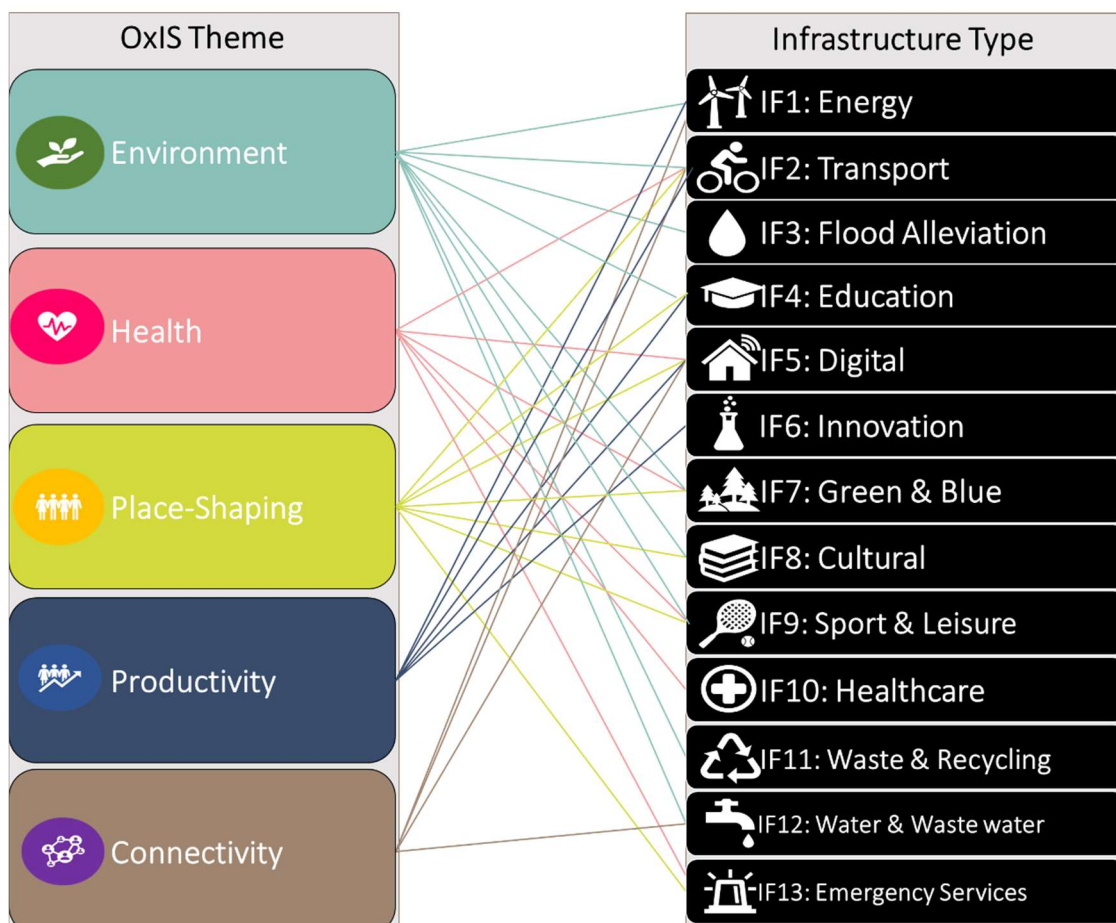 OxIS Theme
Environment
Health
Place-Shaping
Productivity
Connectivity
Infrastructure Type
IF1: Energy
IF2: Transport
IF3: Flood Alleviation
IF4: Education
IF5: Digital
IF6: Innovation
IF7: Green & Blue
IF8: Cultural
IF9: Sport & Leisure
IF10: Healthcare
IF11: Waste & Recycling
IF12: Water & Waste water
IF13: Emergency Services